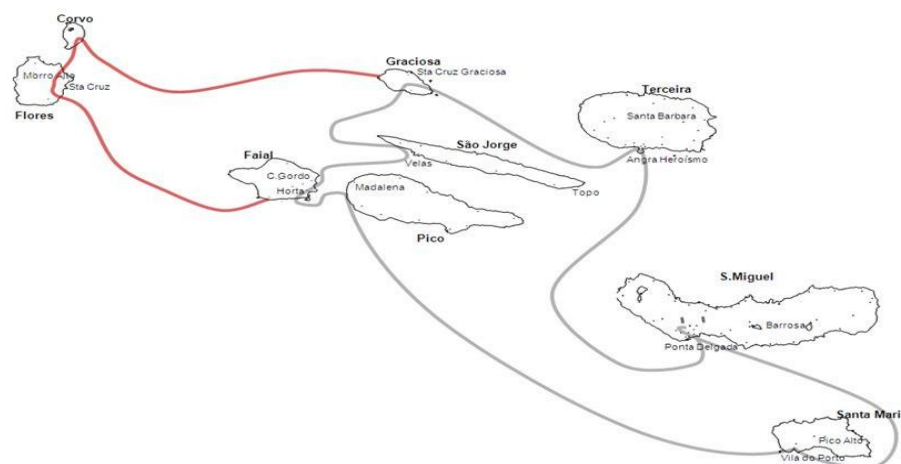 Corvo
Morro Alto
Sta Cruz
Flores
Graciosa
Sta Cruz Graciosa
Terceira
Santa Barbara
Angra Heroísmo
São Jorge
Velas
Topo
Faial
C.Gordo
Horta
Madalena
Pico
S.Miguel
Barrosa
Ponta Delgada
Santa Mari
Pico Alto
Vila do Porto